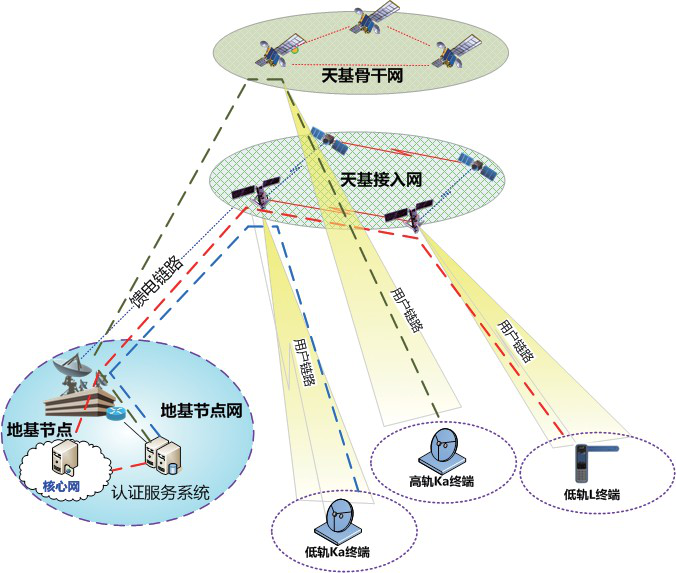 天基骨干网
天基接入网
馈电链路
用户链路
用户链路
用户链路
地基节点网
地基节点
核心网
认证服务系统
高轨Ka终端
低轨L终端
低轨Ka终端